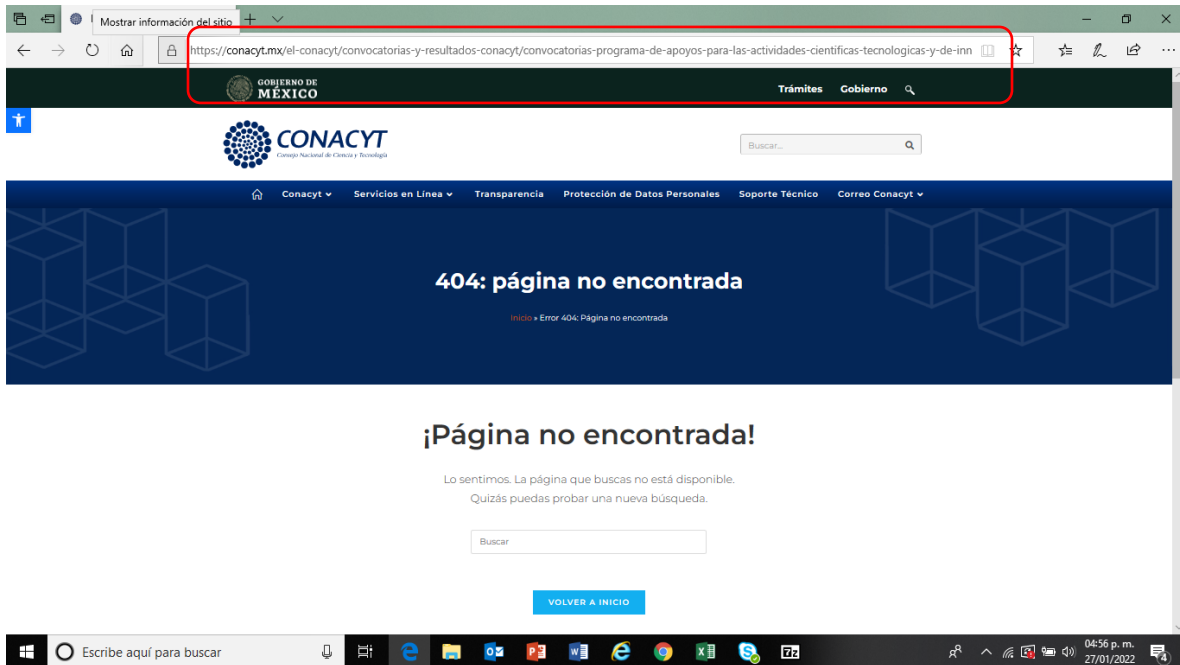 Mostrar información del sitio
https://conacyt.mx/el-conacyt/convocatorias-y-resultados-conacyt/convocatorias-programa-de-apoyos-para-las-actividades-cientificas-tecnologicas-y-de-inn
GOBIERNO DE
MÉXICO
Trámites Gobierno
CONACYT
Consejo Nacional de Ciencia y Tecnología
Buscar...
Conacyt Servicios en Línea Transparencia Protección de Datos Personales Soporte Técnico Correo Conacyt
404: página no encontrada
Inicio » Error 404: Página no encontrada
¡Página no encontrada!
Lo sentimos. La página que buscas no está disponible.
Quizás puedas probar una nueva búsqueda.
Buscar
VOLVER A INICIO
Escribe aquí para buscar
04:56 p. m.
27/01/2022
4